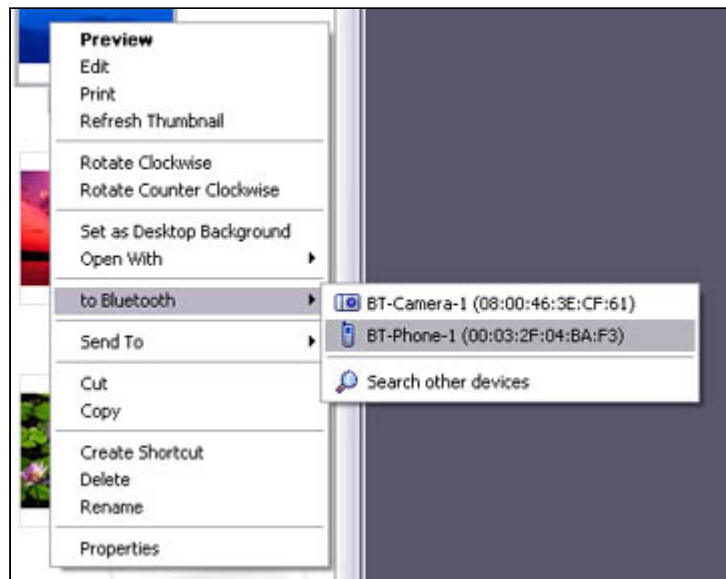 Preview
Edit
Print
Refresh Thumbnail
Rotate Clockwise
Rotate Counter Clockwise
Set as Desktop Background
Open With
to Bluetooth
BT-Camera-1 (08:00:46:3E:CF:61)
BT-Phone-1 (00:03:2F:04:BA:F3)
Search other devices
Send To
Cut
Copy
Create Shortcut
Delete
Rename
Properties